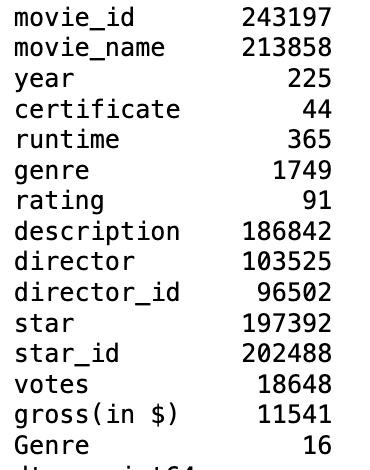 movie_id 243197
movie_name 213858
year 225
certificate 44
runtime 365
genre 1749
rating 91
description 186842
director 103525
director_id 96502
star 197392
star_id 202488
votes 18648
gross(in $) 11541
Genre 16